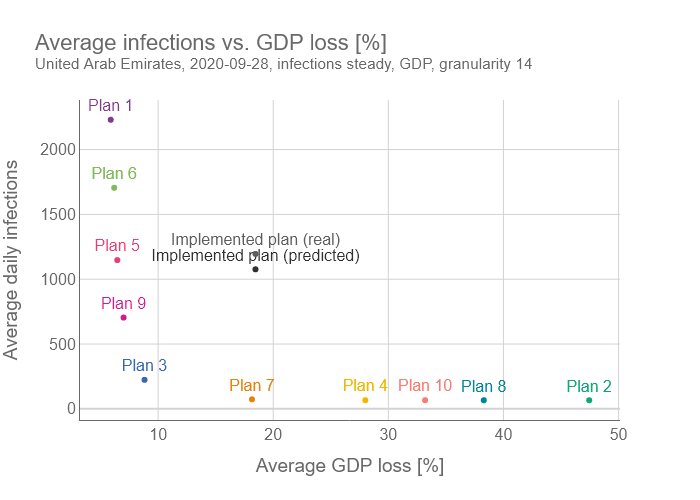 Average infections vs. GDP loss [%]
United Arab Emirates, 2020-09-28, infections steady, GDP, granularity 14
Plan 1
2000
Plan 6
1500
Implemented plan (real)
Plan 5
Implemented plan (predicted)
1000
Plan 9
500
Plan 3
Plan 7
Plan 4
Plan 10
Plan 8
Plan 2
0
10
20
30
40
50
Average daily infections
Average GDP loss [%]